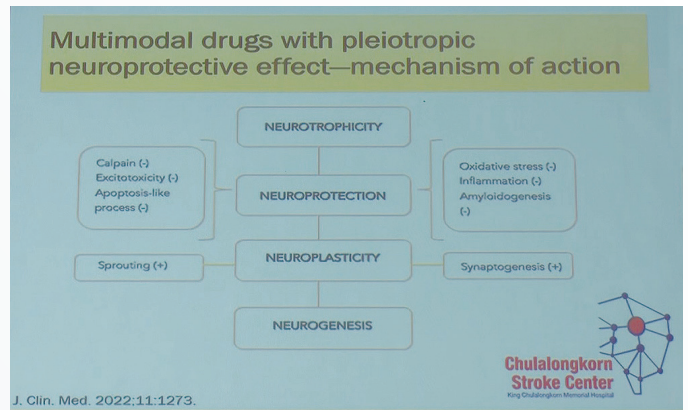 Multimodal drugs with pleiotropic
neuroprotective effect—mechanism of action
NEUROTROPHICITY
Calpain (-)
Excitotoxicity (-)
Apoptosis-like
process (-)
NEUROPROTECTION
Oxidative stress (-)
Inflammation (-)
Amyloidogenesis
(-)
Sprouting (+)
NEUROPLASTICITY
Synaptogenesis (+)
NEUROGENESIS
Chulalongkorn
Stroke Center
King Chulalongkorn Memorial Hospital
J. Clin. Med. 2022;11:1273.